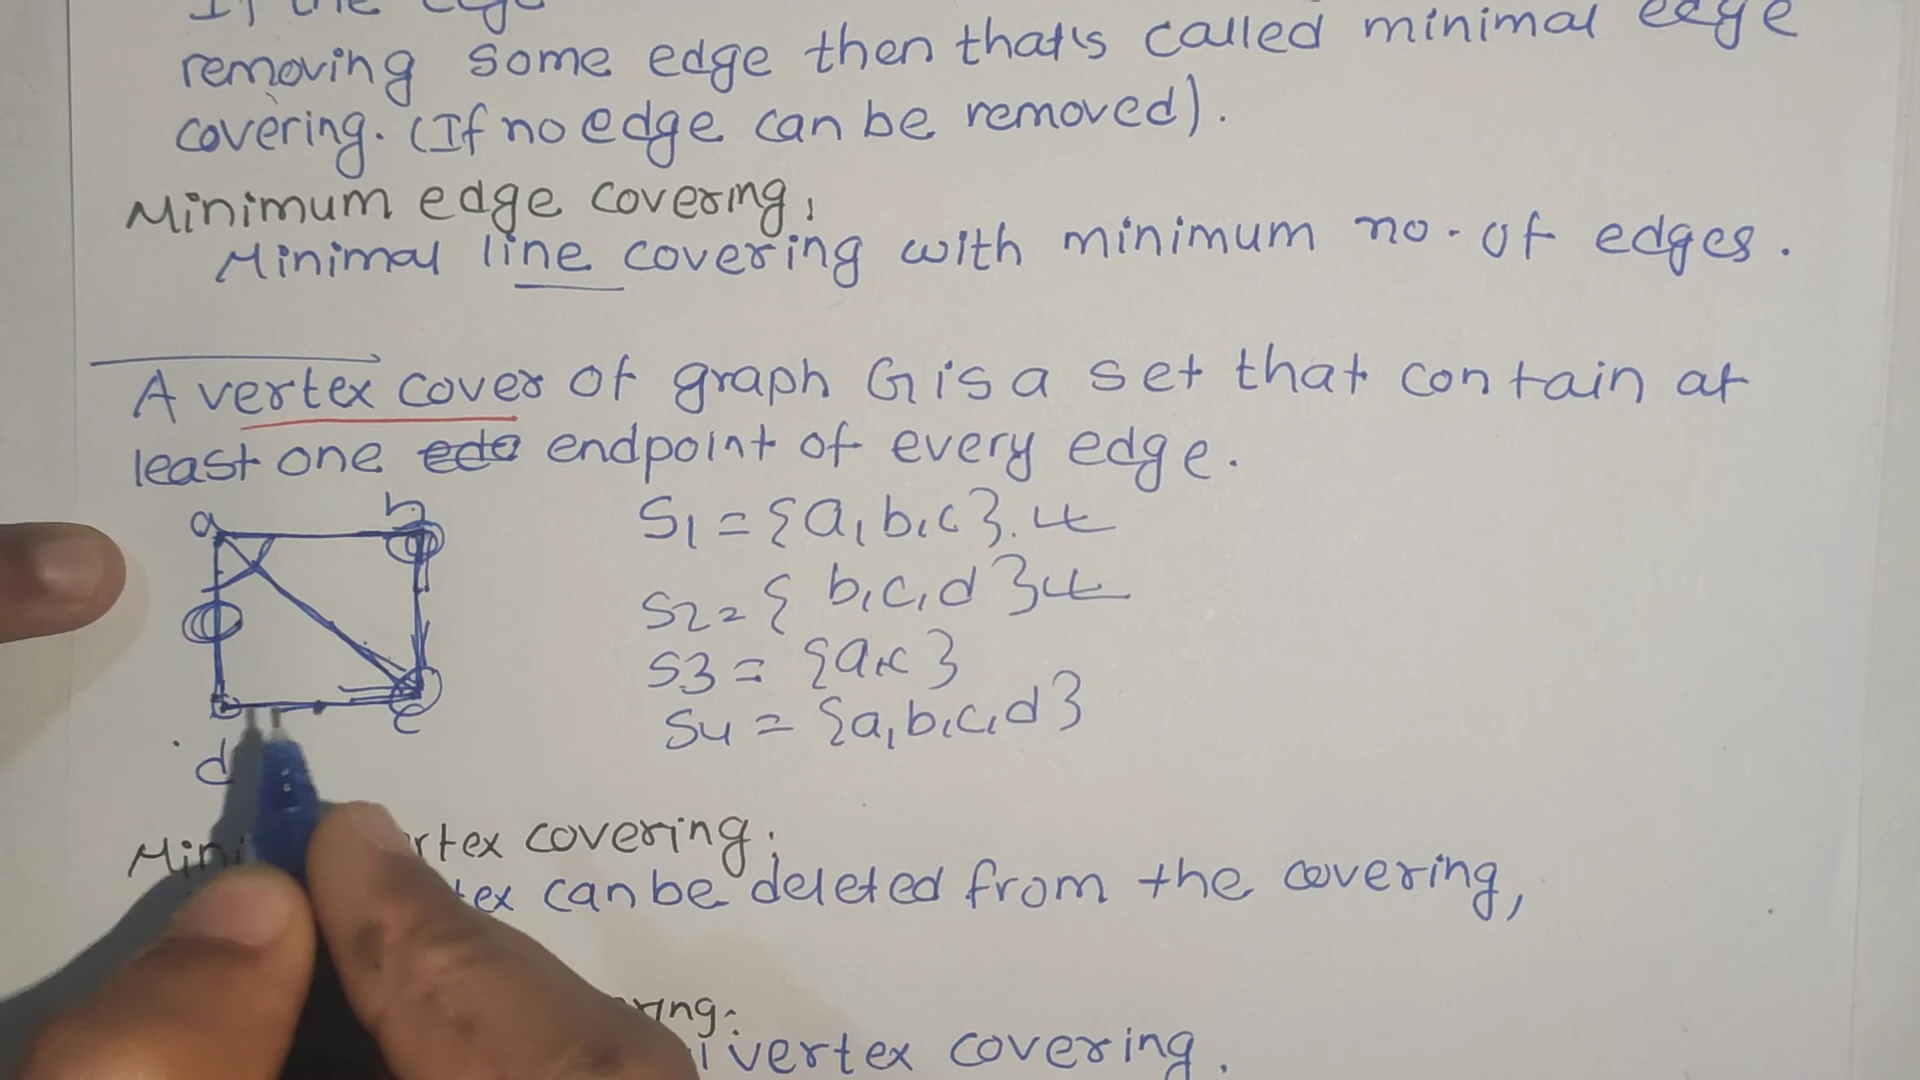 removing some edge then that's called minimal edge
covering. (If no edge can be removed).
Minimum edge covering:
Minimal line covering with minimum no. of edges.
A vertex cover of graph G is a set that contain at
least one endpoint of every edge.
a b
c
d
S1 = {a, b, c}.
S2 = { b, c, d }
S3 = {a, c}
S4 = {a, b, c, d}
covering:
can be deleted from the covering,
vertex covering.